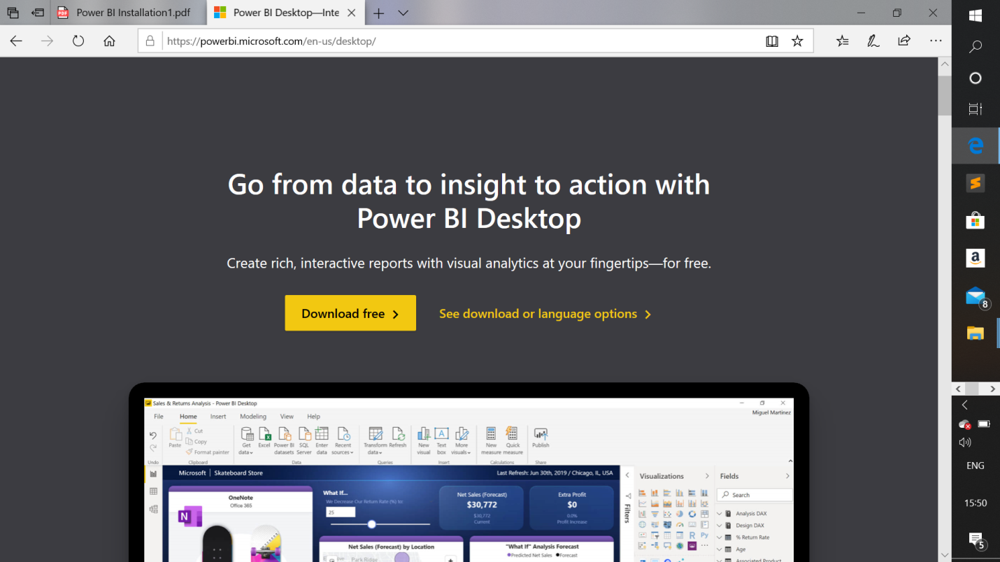 Power BI Installation1.pdf
Power BI Desktop—Inte
https://powerbi.microsoft.com/en-us/desktop/
Go from data to insight to action with
Power BI Desktop
Create rich, interactive reports with visual analytics at your fingertips—for free.
Download free
See download or language options
Sales & Returns Analysis - Power BI Desktop
Miguel Martinez
File Home Insert Modeling View Help
Paste
Cut
Copy
Format painter
Get data
Excel
Power BI datasets
SQL Server
Enter data
Recent sources
Transform data
Refresh
New visual
Text box
More visuals
New measure
Quick measure
Publish
Undo Clipboard Data Queries Insert Calculations Share
Microsoft | Skateboard Store
Last Refresh: Jun 30th, 2019 / Chicago, IL, USA
OneNote
Office 365
N
What If...
We Decrease Our Return Rate (%) to:
25
Net Sales (Forecast)
$30,772
$30,772
Current
Extra Profit
$0
0.0%
Profit Increase
Net Sales (Forecast) by Location
Park Ridge
"What If" Analysis Forecast
Predicted Net Sales Forecast
Filters
Visualizations
R Py
Fields
Search
Analysis DAX
Design DAX
% Return Rate
Age
Associated Product
a
8
ENG
15:50
5